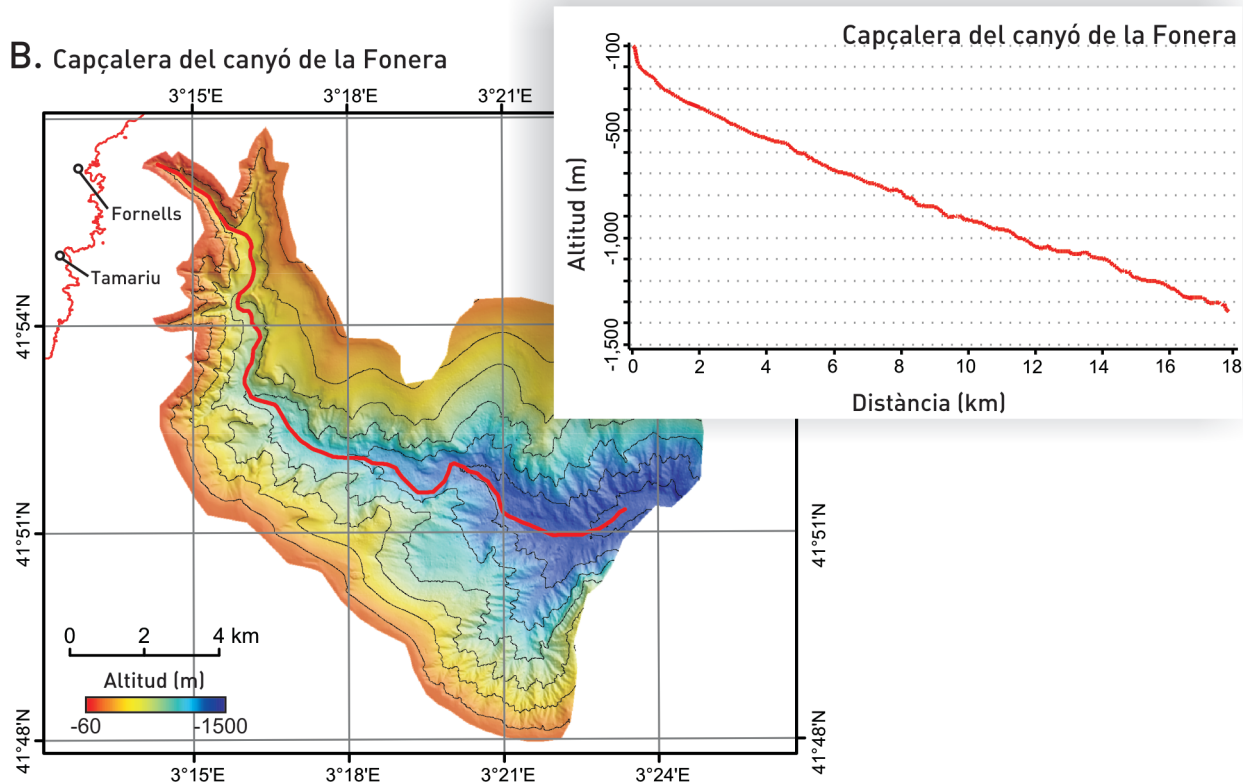 B. Capçalera del canyó de la Fonera
3°15'E 3°18'E 3°21'E
Fornells
Tamariu
41°54'N
41°51'N
41°48'N
0 2 4 km
Altitud (m)
-60 -1500
3°15'E 3°18'E 3°21'E 3°24'E
41°51'N
41°48'N
Capçalera del canyó de la Fonera
Altitud (m)
-100
-500
-1,000
-1,500
0 2 4 6 8 10 12 14 16 18
Distància (km)